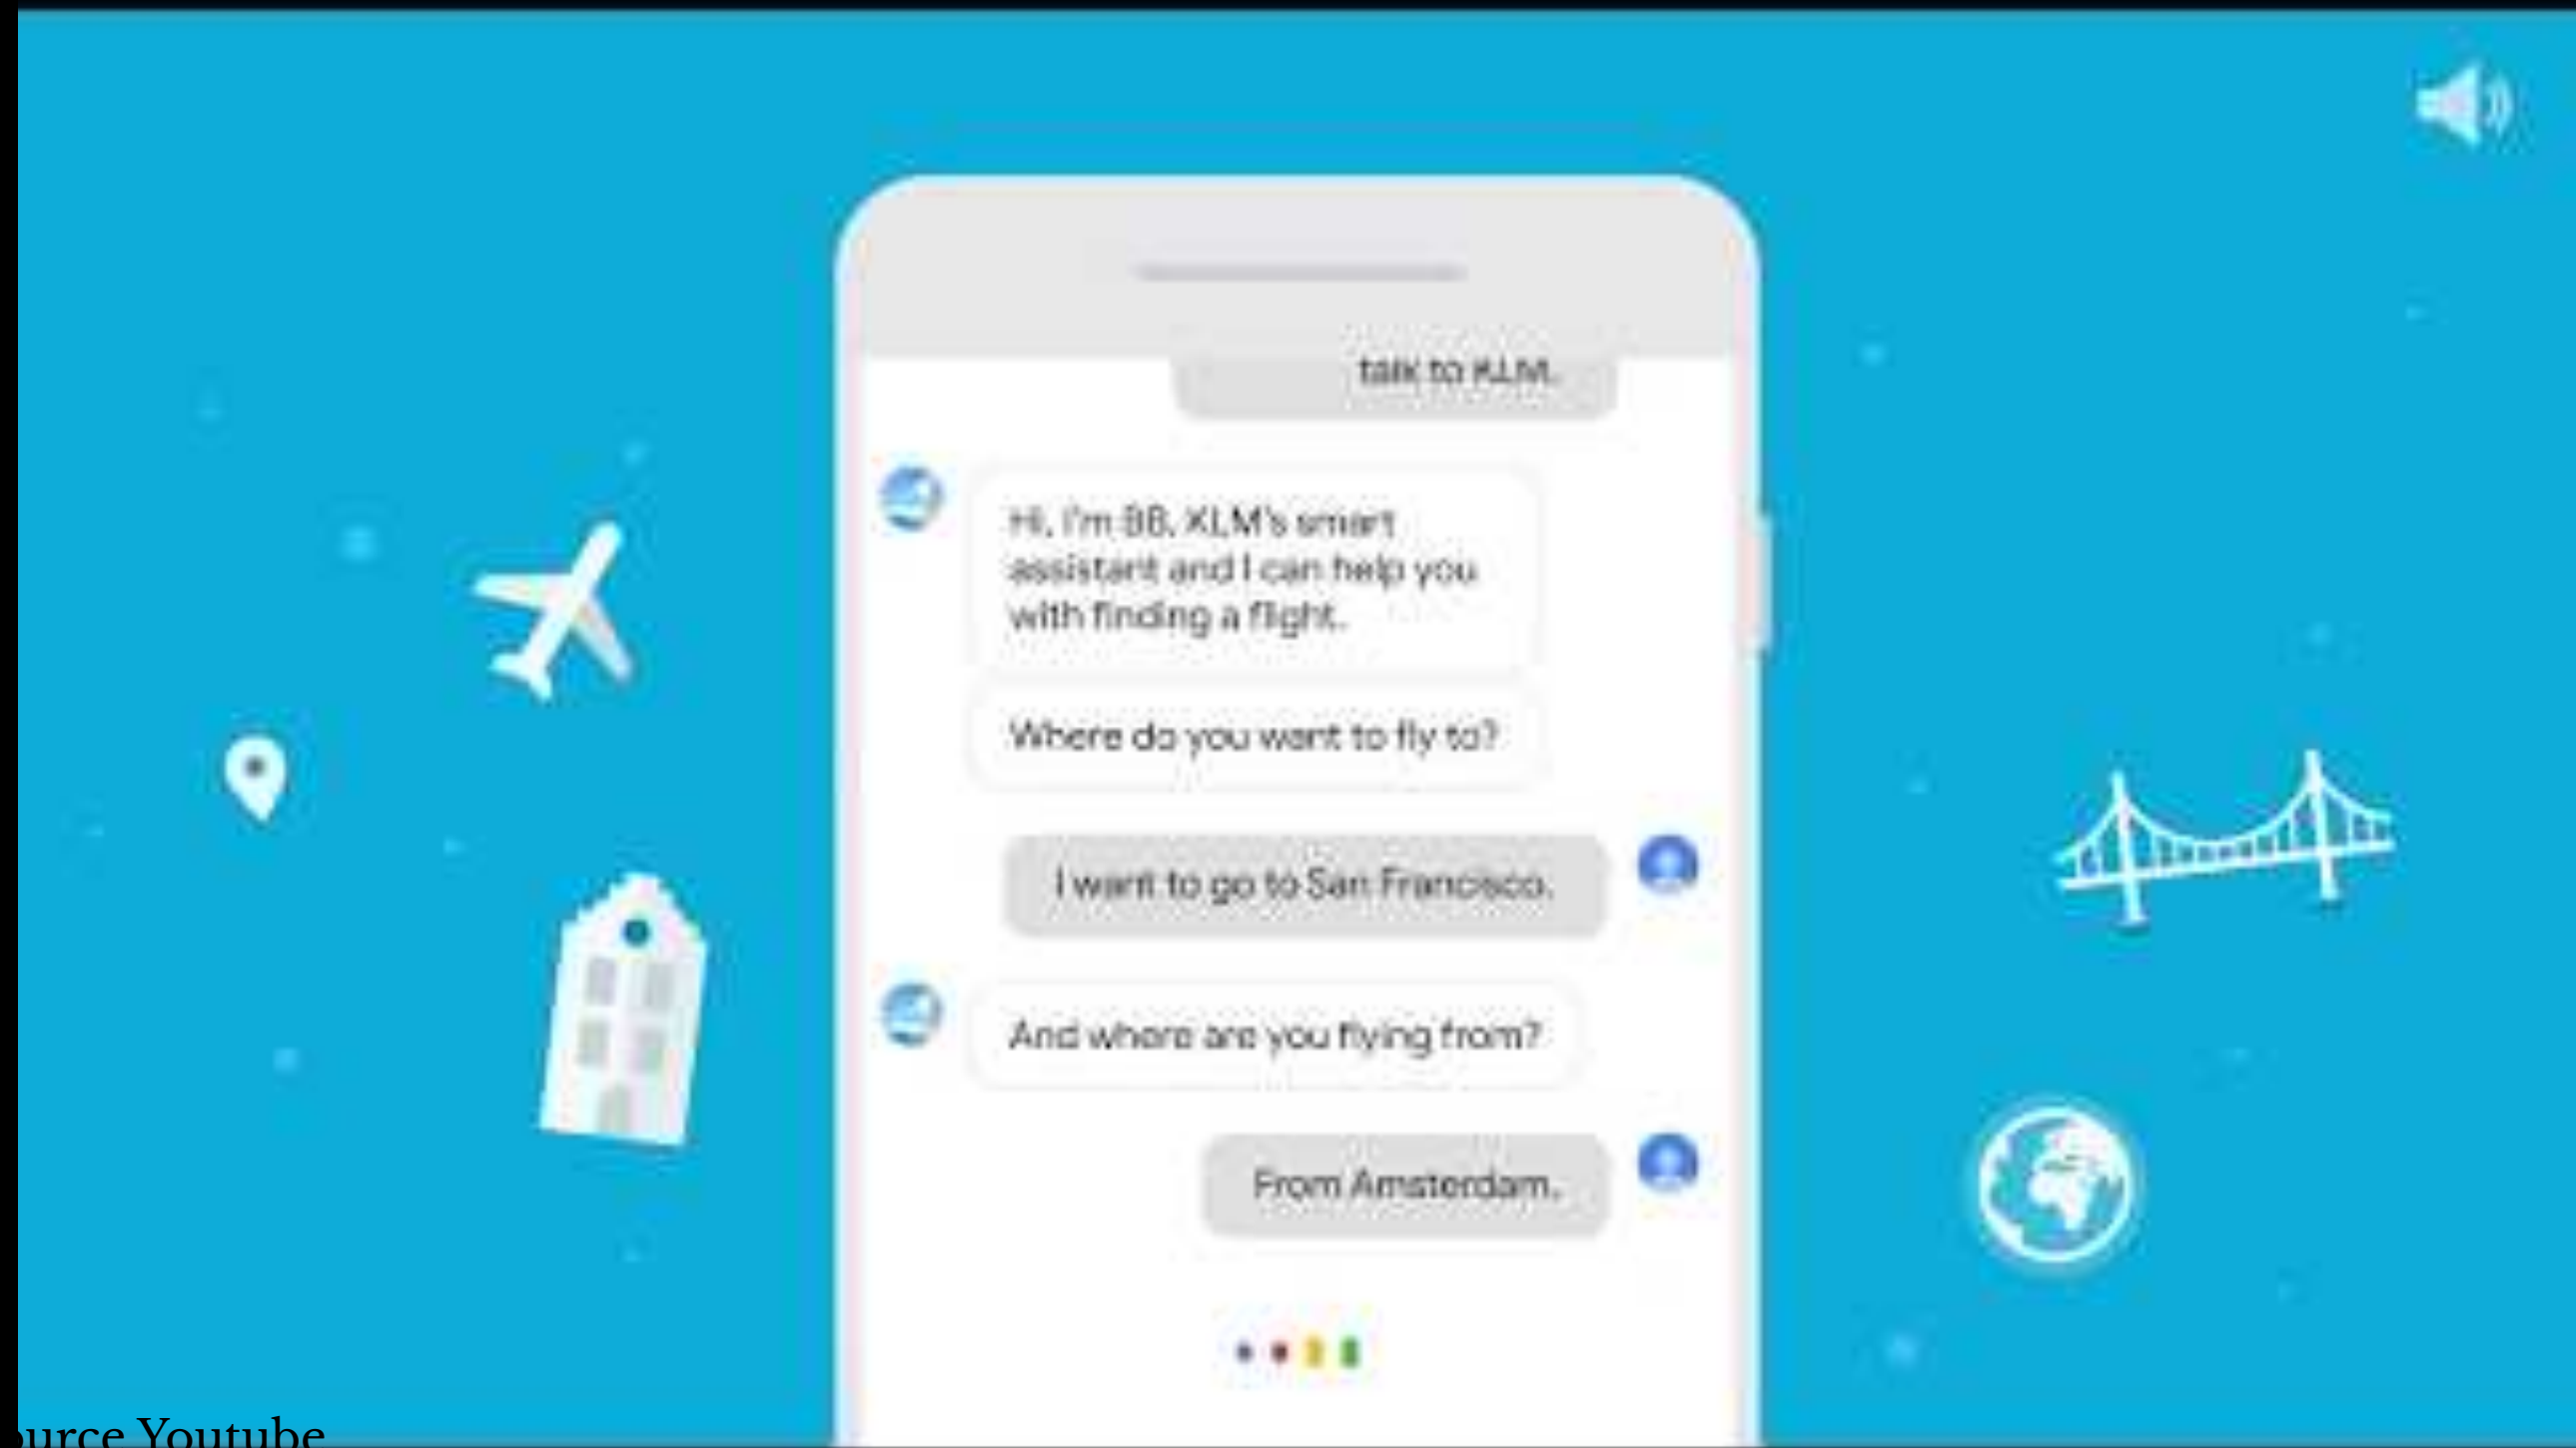 talk to KLM.
Hi, I'm BB, KLM's smart
assistant and I can help you
with finding a flight.
Where do you want to fly to?
I want to go to San Francisco.
And where are you flying from?
From Amsterdam.
ource Youtube